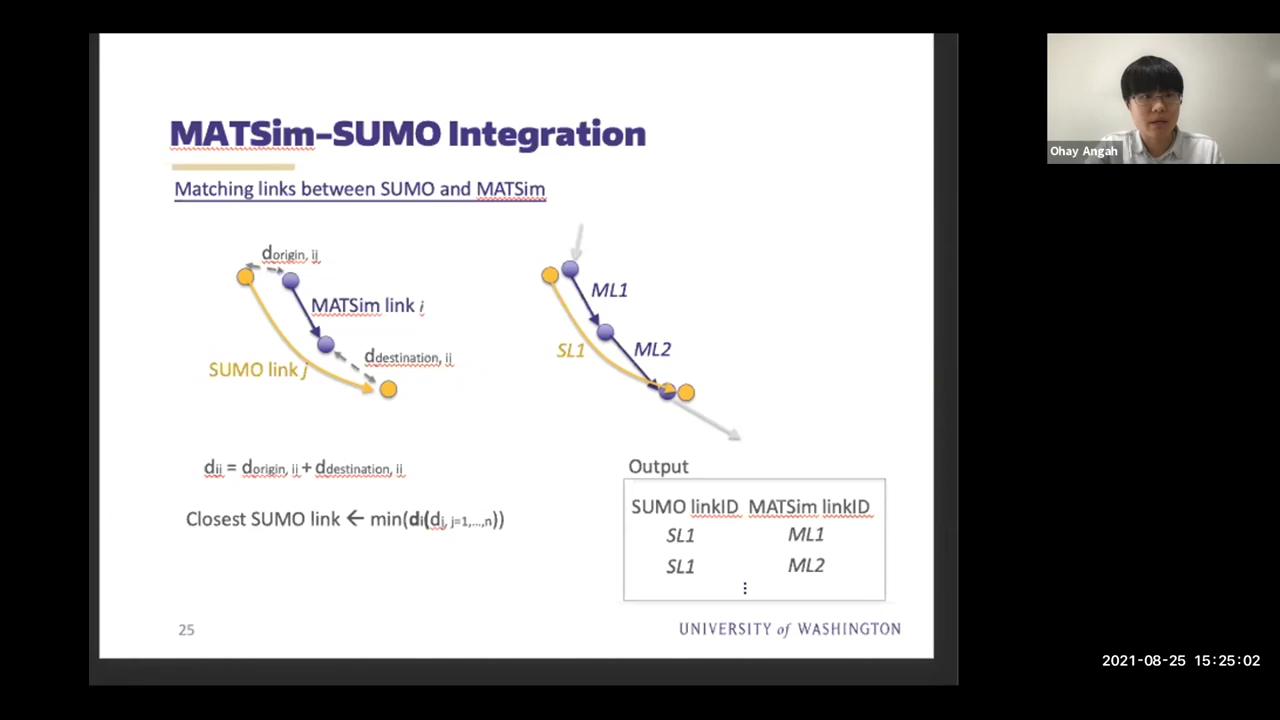 MATSim–SUMO Integration
Matching links between SUMO and MATSim
dorigin, ij
MATSim link i
ddestination, ij
SUMO link j
ML1
SL1
ML2
dij = dorigin, ij + ddestination, ij
Closest SUMO link ← min(di(dj, j=1,...,n))
Output
SUMO linkID MATSim linkID
SL1 ML1
SL1 ML2
⋮
25
UNIVERSITY of WASHINGTON
Ohay Angah
2021-08-25 15:25:02